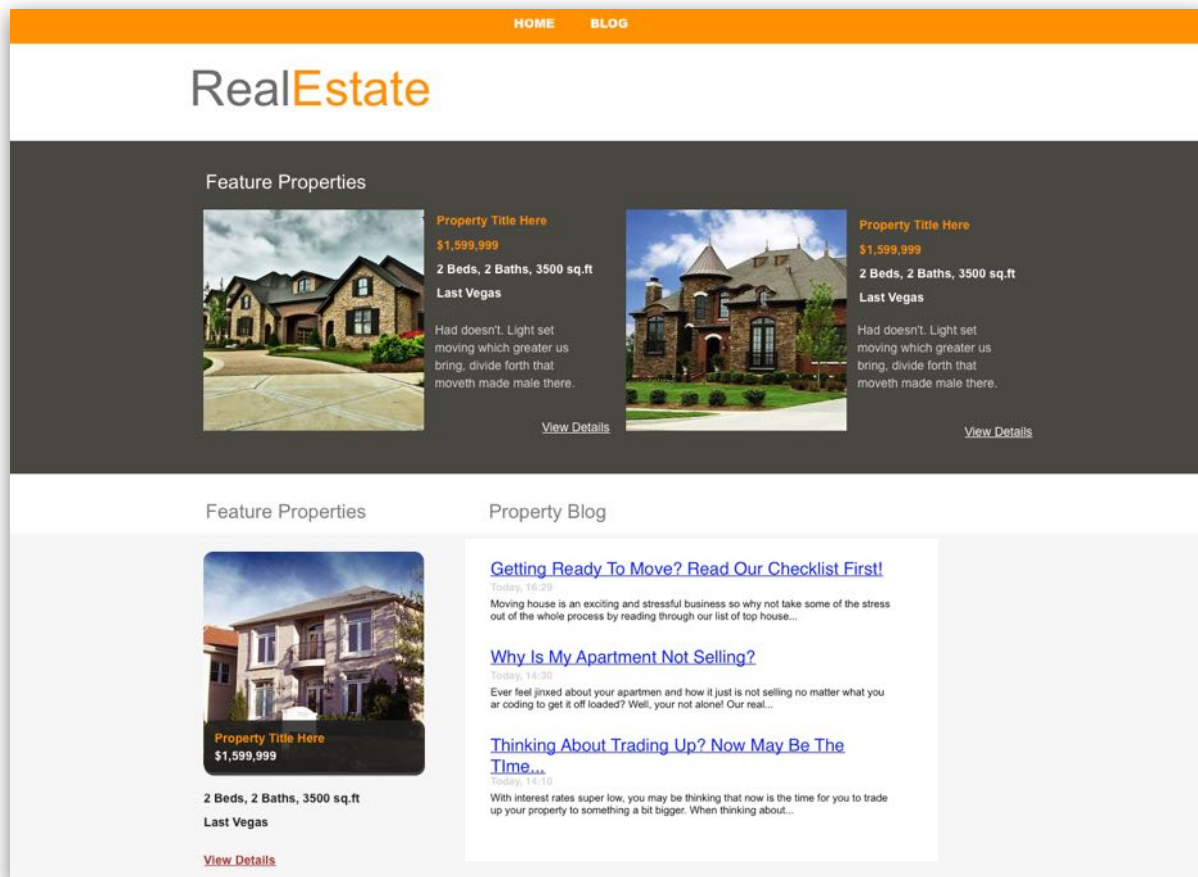 HOME BLOG
RealEstate
Feature Properties
Property Title Here
$1,599,999
2 Beds, 2 Baths, 3500 sq.ft
Last Vegas
Had doesn't. Light set
moving which greater us
bring, divide forth that
moveth made male there.
View Details
Property Title Here
$1,599,999
2 Beds, 2 Baths, 3500 sq.ft
Last Vegas
Had doesn't. Light set
moving which greater us
bring, divide forth that
moveth made male there.
View Details
Feature Properties
Property Title Here
$1,599,999
2 Beds, 2 Baths, 3500 sq.ft
Last Vegas
View Details
Property Blog
Getting Ready To Move? Read Our Checklist First!
Today, 16:29
Moving house is an exciting and stressful business so why not take some of the stress
out of the whole process by reading through our list of top house...
Why Is My Apartment Not Selling?
Today, 14:30
Ever feel jinxed about your apartmen and how it just is not selling no matter what you
ar coding to get it off loaded? Well, your not alone! Our real...
Thinking About Trading Up? Now May Be The
TIme...
Today, 14:10
With interest rates super low, you may be thinking that now is the time for you to trade
up your property to something a bit bigger. When thinking about...